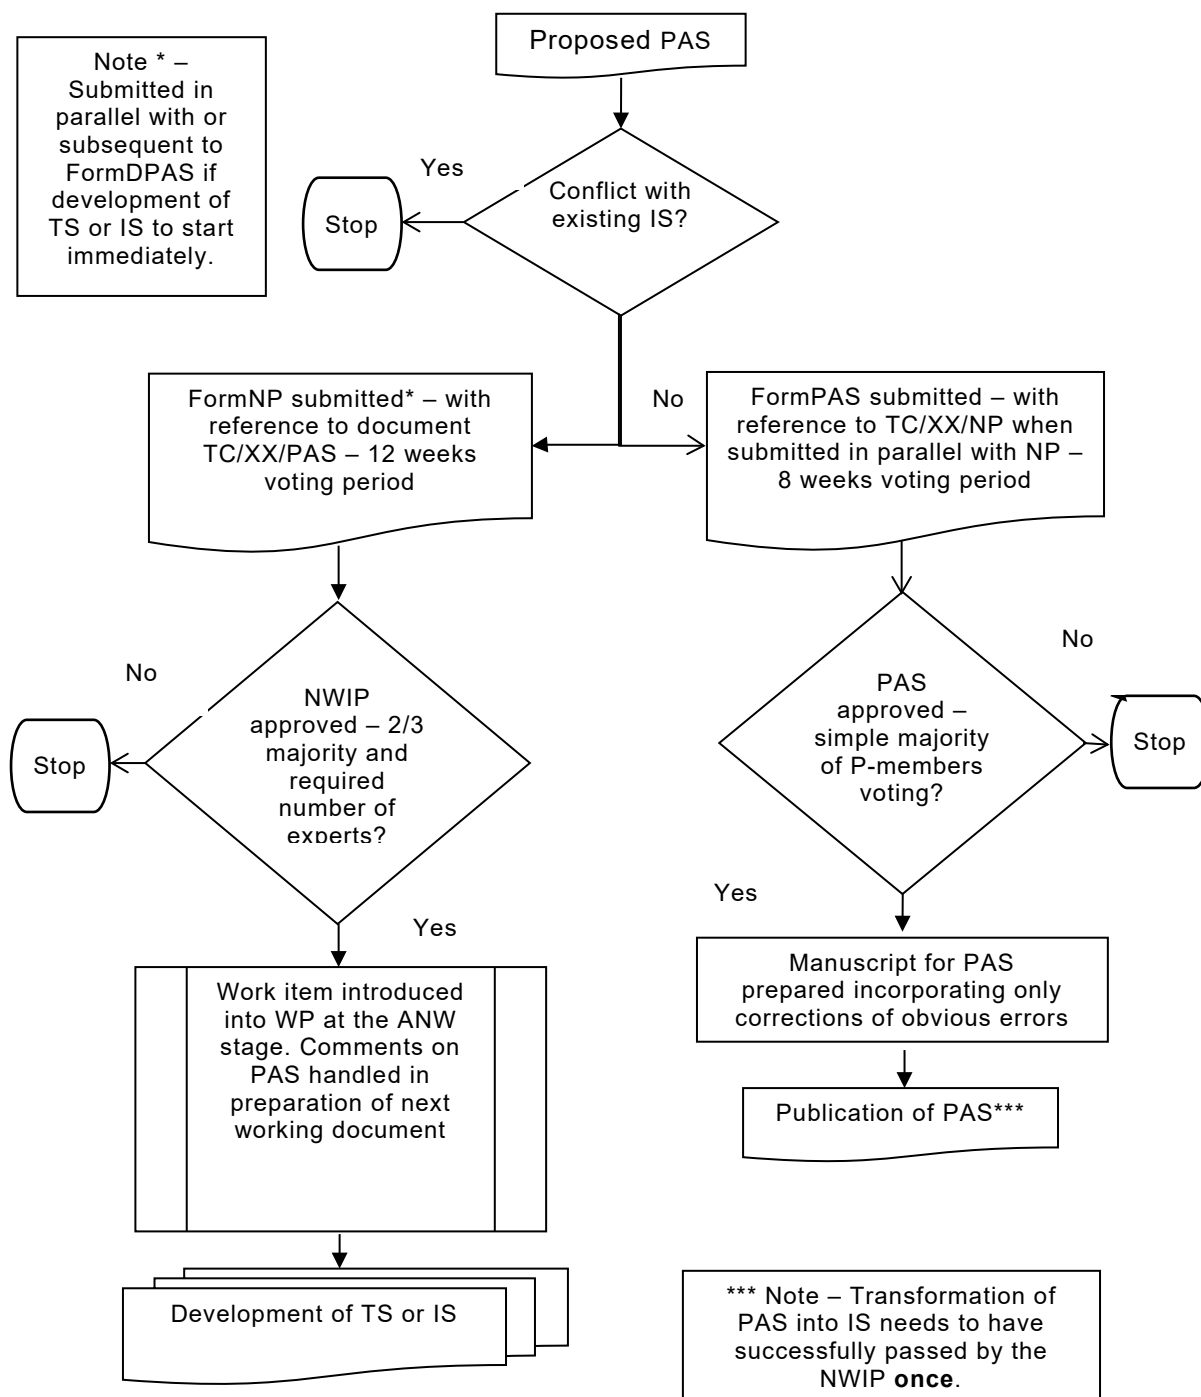 Proposed PAS
Note * –
Submitted in
parallel with or
subsequent to
FormDPAS if
development of
TS or IS to start
immediately.
Yes
Conflict with
existing IS?
Stop
FormNP submitted* – with
reference to document
TC/XX/PAS – 12 weeks
voting period
No
FormPAS submitted – with
reference to TC/XX/NP when
submitted in parallel with NP –
8 weeks voting period
No
NWIP
approved – 2/3
majority and
required
number of
experts?
Stop
No
PAS
approved –
simple majority
of P-members
voting?
Stop
Yes
Yes
Work item introduced
into WP at the ANW
stage. Comments on
PAS handled in
preparation of next
working document
Manuscript for PAS
prepared incorporating only
corrections of obvious errors
Publication of PAS***
Development of TS or IS
*** Note – Transformation of
PAS into IS needs to have
successfully passed by the
NWIP once.